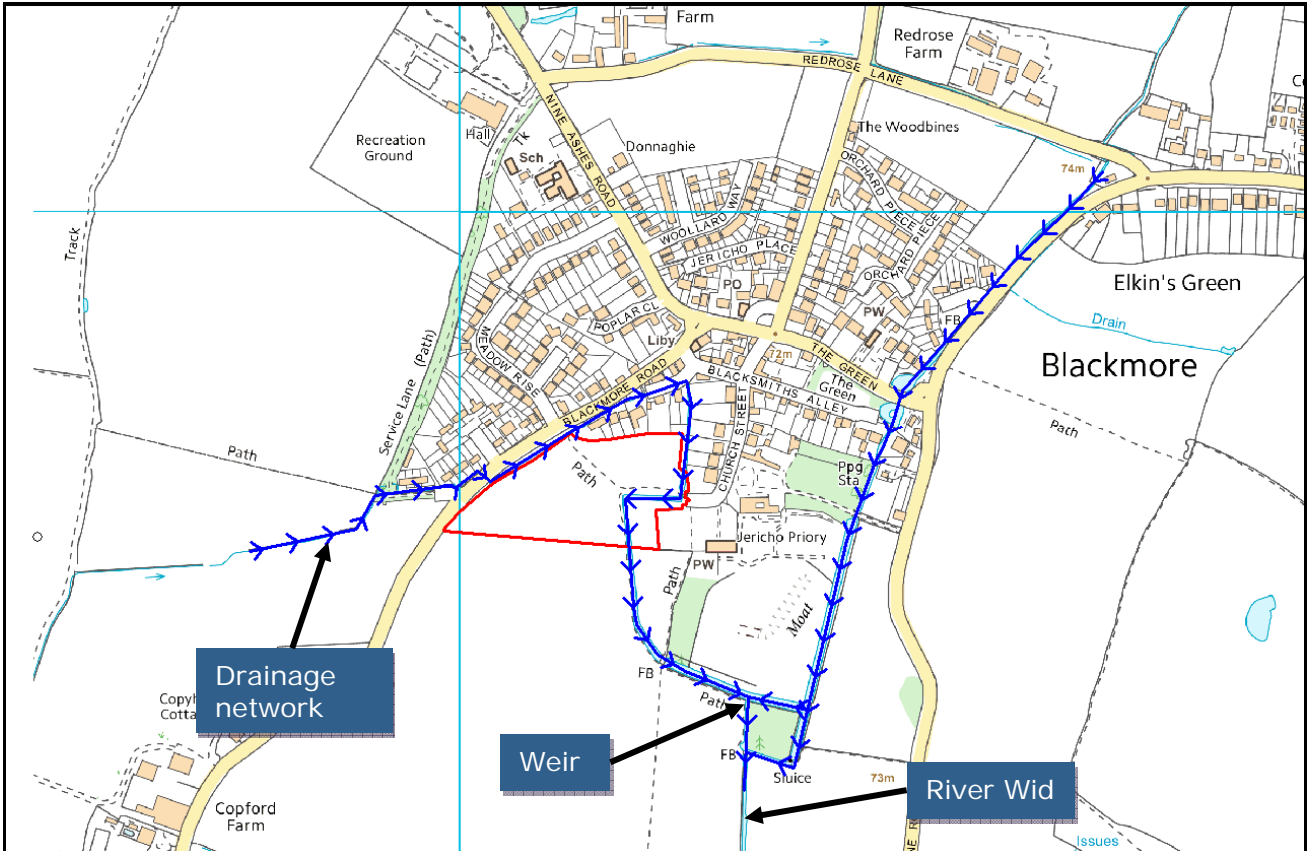 Farm
Redrose
Farm
REDROSE LANE
NINE ASHES ROAD
Hall
Recreation
Ground
Tk
Sch
Donnaghie
The Woodbines
ORCHARD PIECE
74m
WOOLLARD WAY
JERICHO PLACE
ORCHARD PIECE
Track
Elkin's Green
PO
PW
FB
Drain
POPLAR CL
Liby
MEADOW RISE
72m
THE GREEN
Blackmore
Service Lane (Path)
BLACKMORE ROAD
BLACKSMITHS ALLEY
The
Green
CHURCH STREET
Path
Path
Path
Ppg
Sta
Jericho Priory
PW
Path
Moat
FB
Path
Drainage
network
Weir
FB
Sluice
73m
River Wid
Copford
Farm
Issues